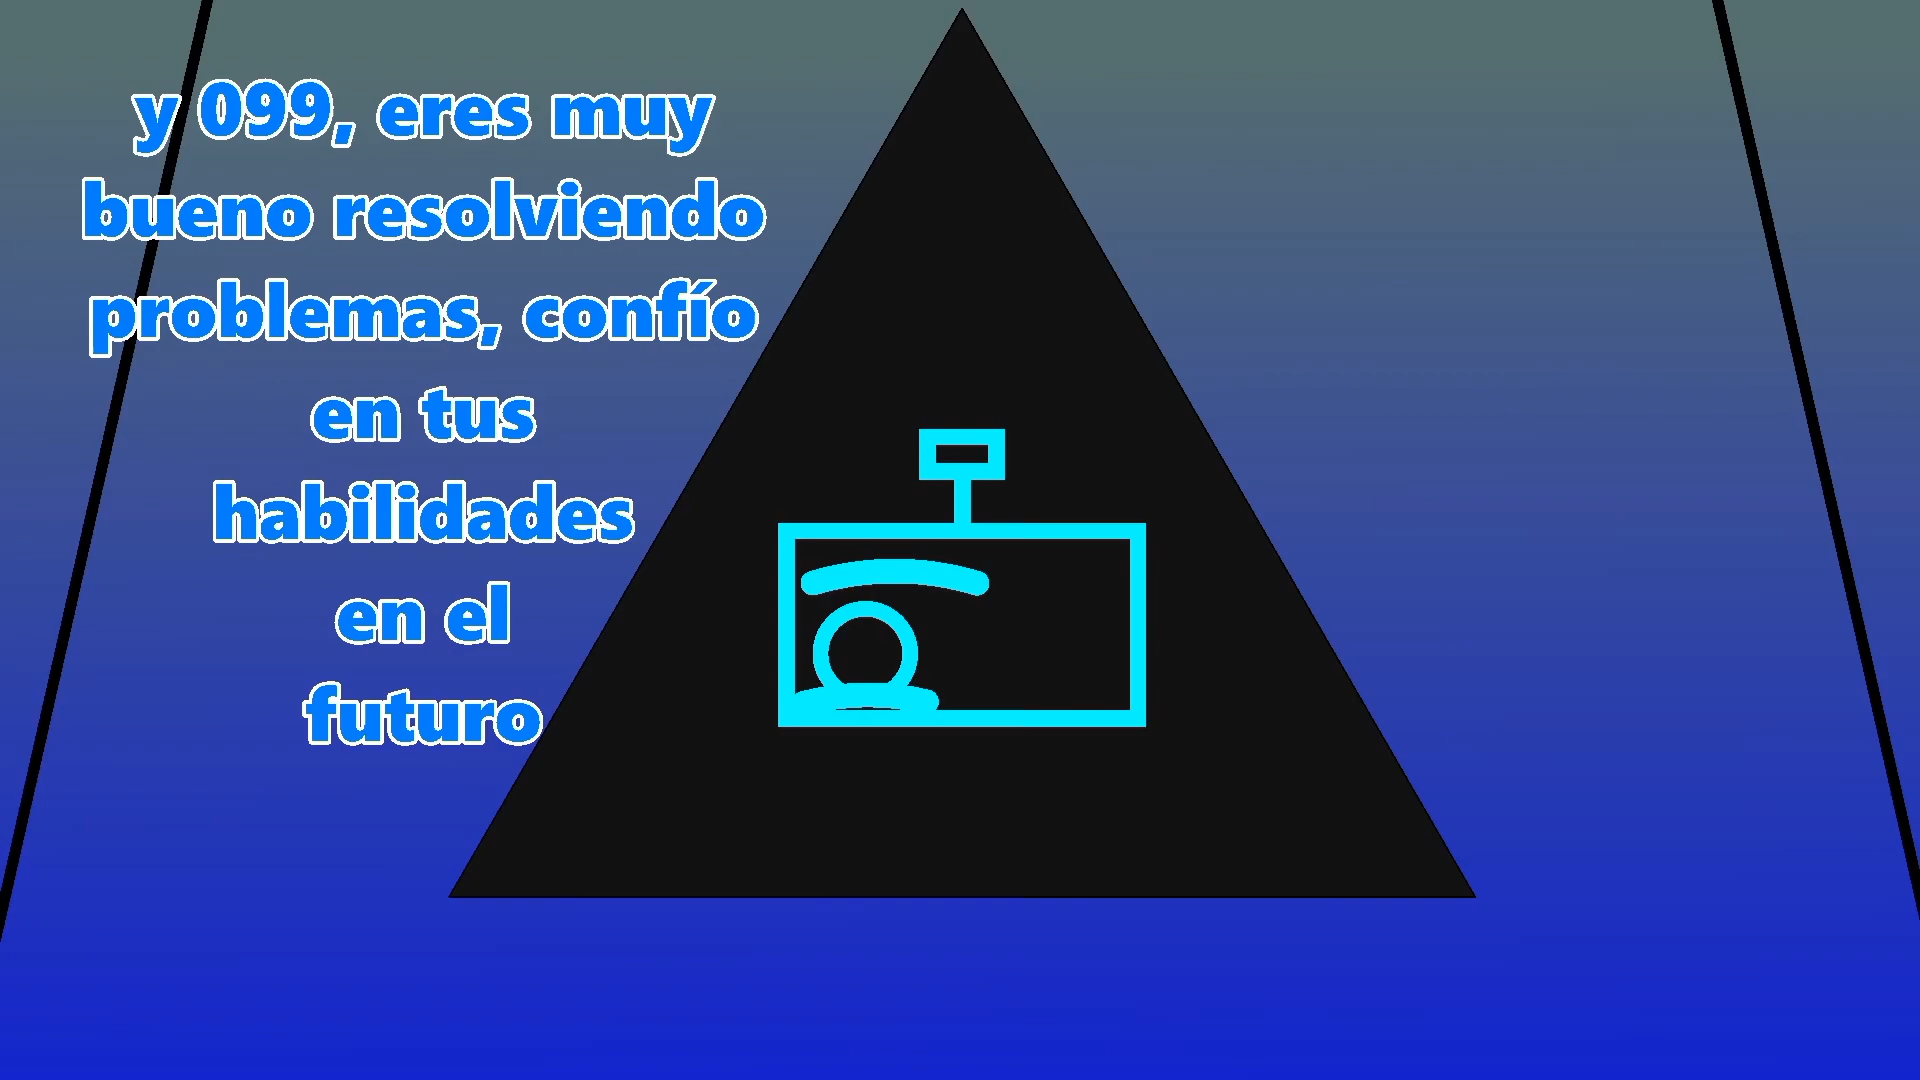 y 099, eres muy
bueno resolviendo
problemas, confío
en tus
habilidades
en el
futuro